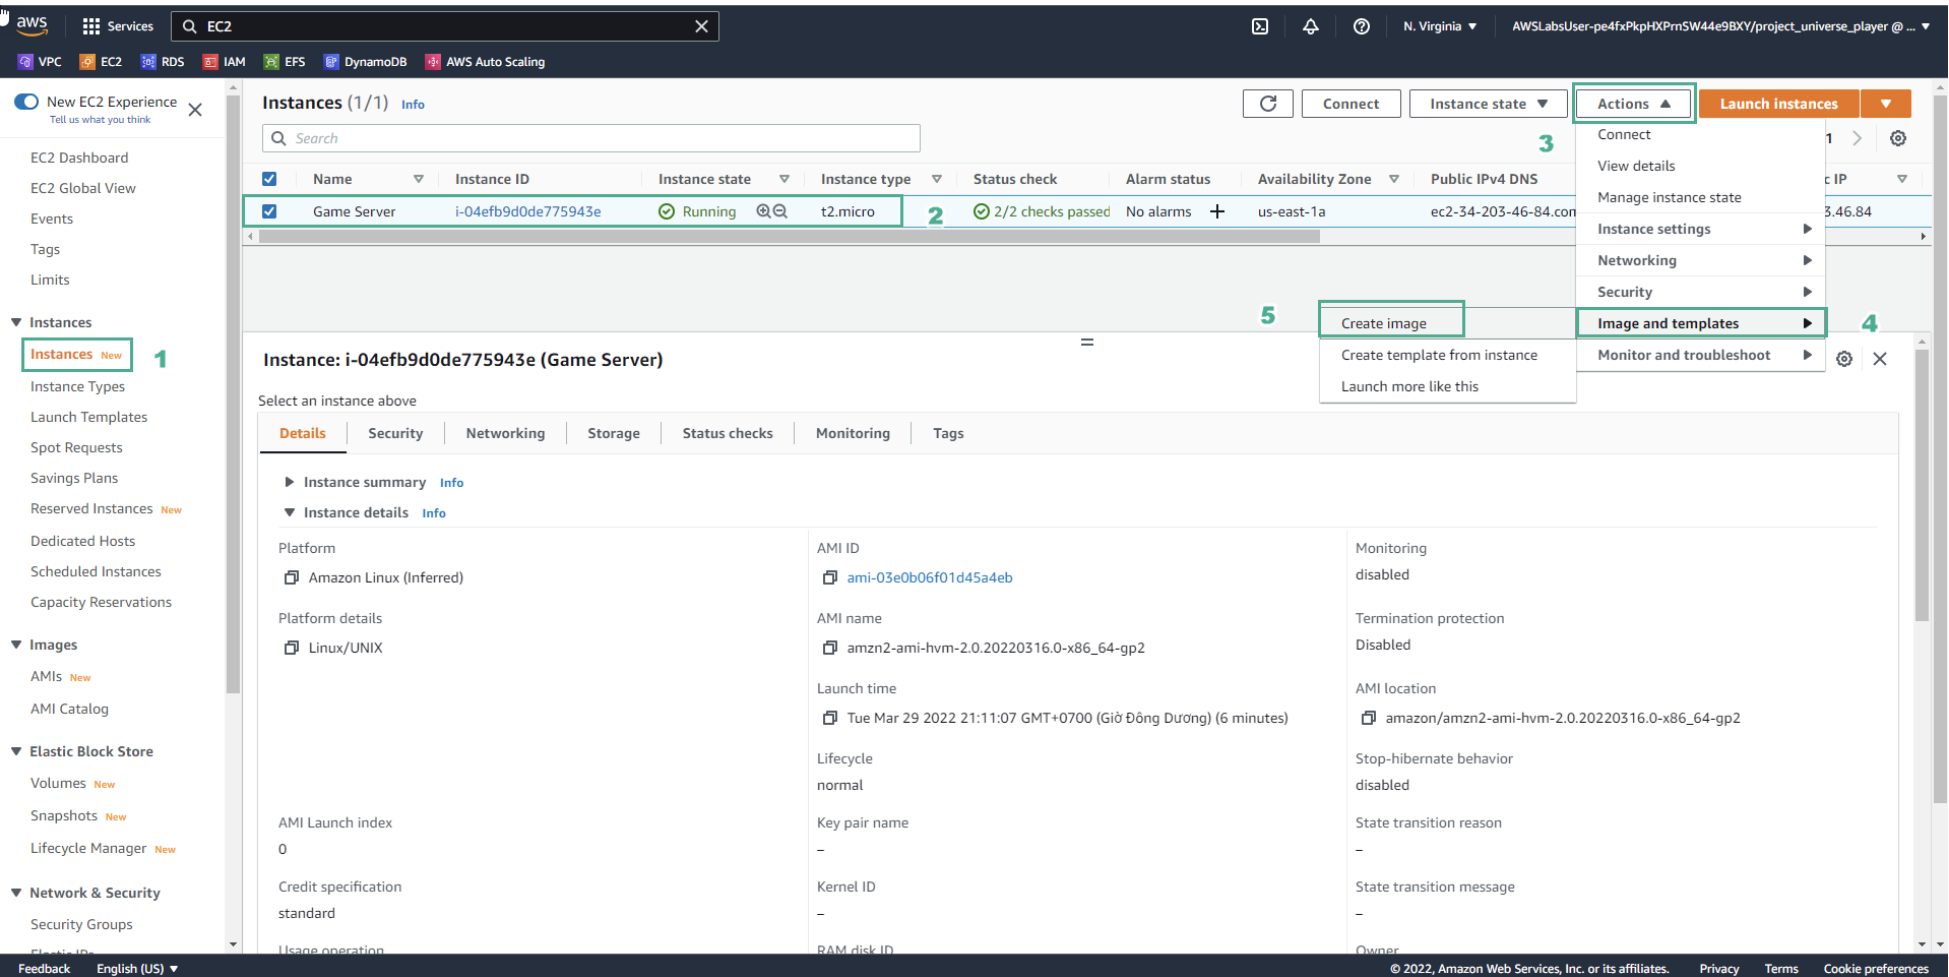 aws Services EC2 N. Virginia AWSLabsUser-pe4fxPkpHXPrnSW44e9BXY/project_universe_player @ ...
VPC EC2 RDS IAM EFS DynamoDB AWS Auto Scaling
New EC2 Experience
Tell us what you think
EC2 Dashboard
EC2 Global View
Events
Tags
Limits
Instances
Instances New
1
Instance Types
Launch Templates
Spot Requests
Savings Plans
Reserved Instances New
Dedicated Hosts
Scheduled Instances
Capacity Reservations
Images
AMIs New
AMI Catalog
Elastic Block Store
Volumes New
Snapshots New
Lifecycle Manager New
Network & Security
Security Groups
Elastic IPs
Instances (1/1) Info
Connect Instance state Actions Launch instances
Search
3
1
Name Instance ID Instance state Instance type Status check Alarm status Availability Zone Public IPv4 DNS c IP
Game Server i-04efb9d0de775943e Running t2.micro 2 2/2 checks passed No alarms + us-east-1a ec2-34-203-46-84.com 3.46.84
Connect
View details
Manage instance state
Instance settings
Networking
Security
Image and templates
4
Monitor and troubleshoot
5
Create image
Create template from instance
Launch more like this
Instance: i-04efb9d0de775943e (Game Server)
Select an instance above
Details Security Networking Storage Status checks Monitoring Tags
Instance summary Info
Instance details Info
Platform
Amazon Linux (Inferred)
AMI ID
ami-03e0b06f01d45a4eb
Monitoring
disabled
Platform details
Linux/UNIX
AMI name
amzn2-ami-hvm-2.0.20220316.0-x86_64-gp2
Termination protection
Disabled
Launch time
Tue Mar 29 2022 21:11:07 GMT+0700 (Giờ Đông Dương) (6 minutes)
AMI location
amazon/amzn2-ami-hvm-2.0.20220316.0-x86_64-gp2
Lifecycle
normal
Stop-hibernate behavior
disabled
AMI Launch index
0
Key pair name
–
State transition reason
–
Credit specification
standard
Kernel ID
–
State transition message
–
Usage operation
RAM disk ID
Owner
Feedback English (US) © 2022, Amazon Web Services, Inc. or its affiliates. Privacy Terms Cookie preferences